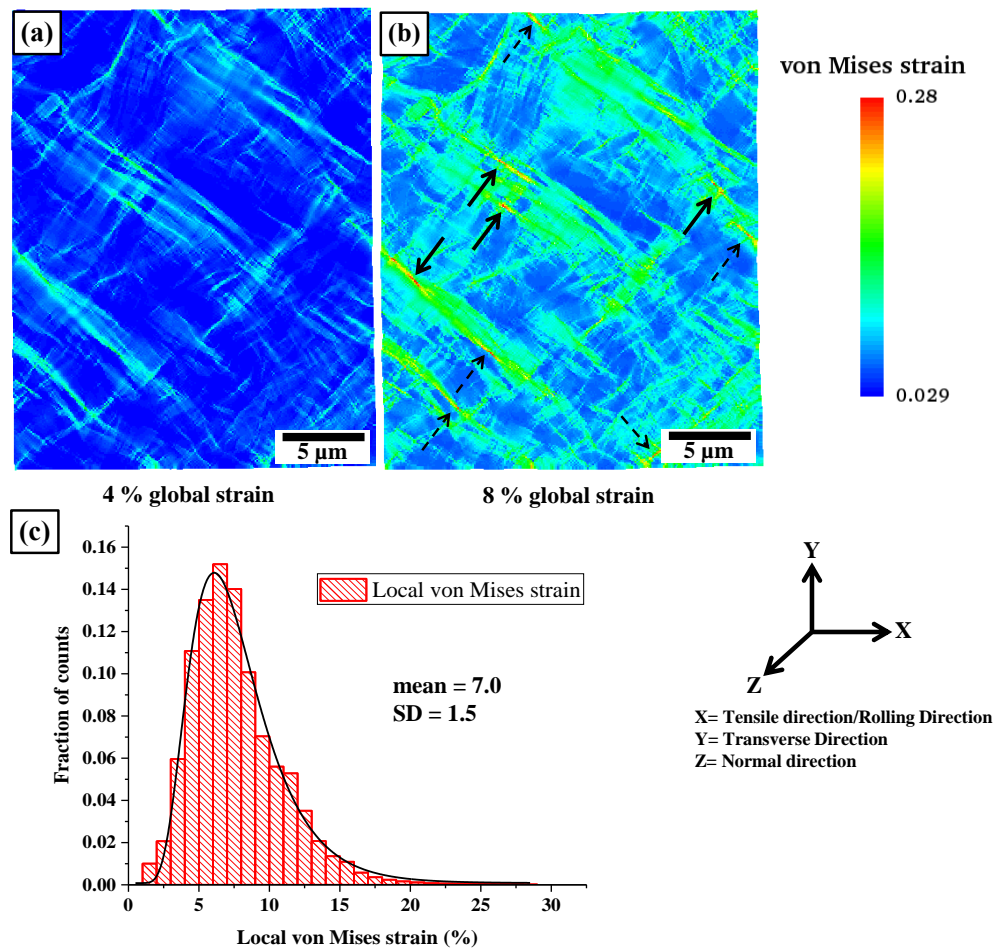 (a)
(b)
von Mises strain
0.28
0.029
5 µm
5 µm
4 % global strain
8 % global strain
(c)
0.16
0.14
0.12
0.10
0.08
0.06
0.04
0.02
0.00
Fraction of counts
Local von Mises strain
mean = 7.0
SD = 1.5
0
5
10
15
20
25
30
Local von Mises strain (%)
Y
X
Z
X= Tensile direction/Rolling Direction
Y= Transverse Direction
Z= Normal direction